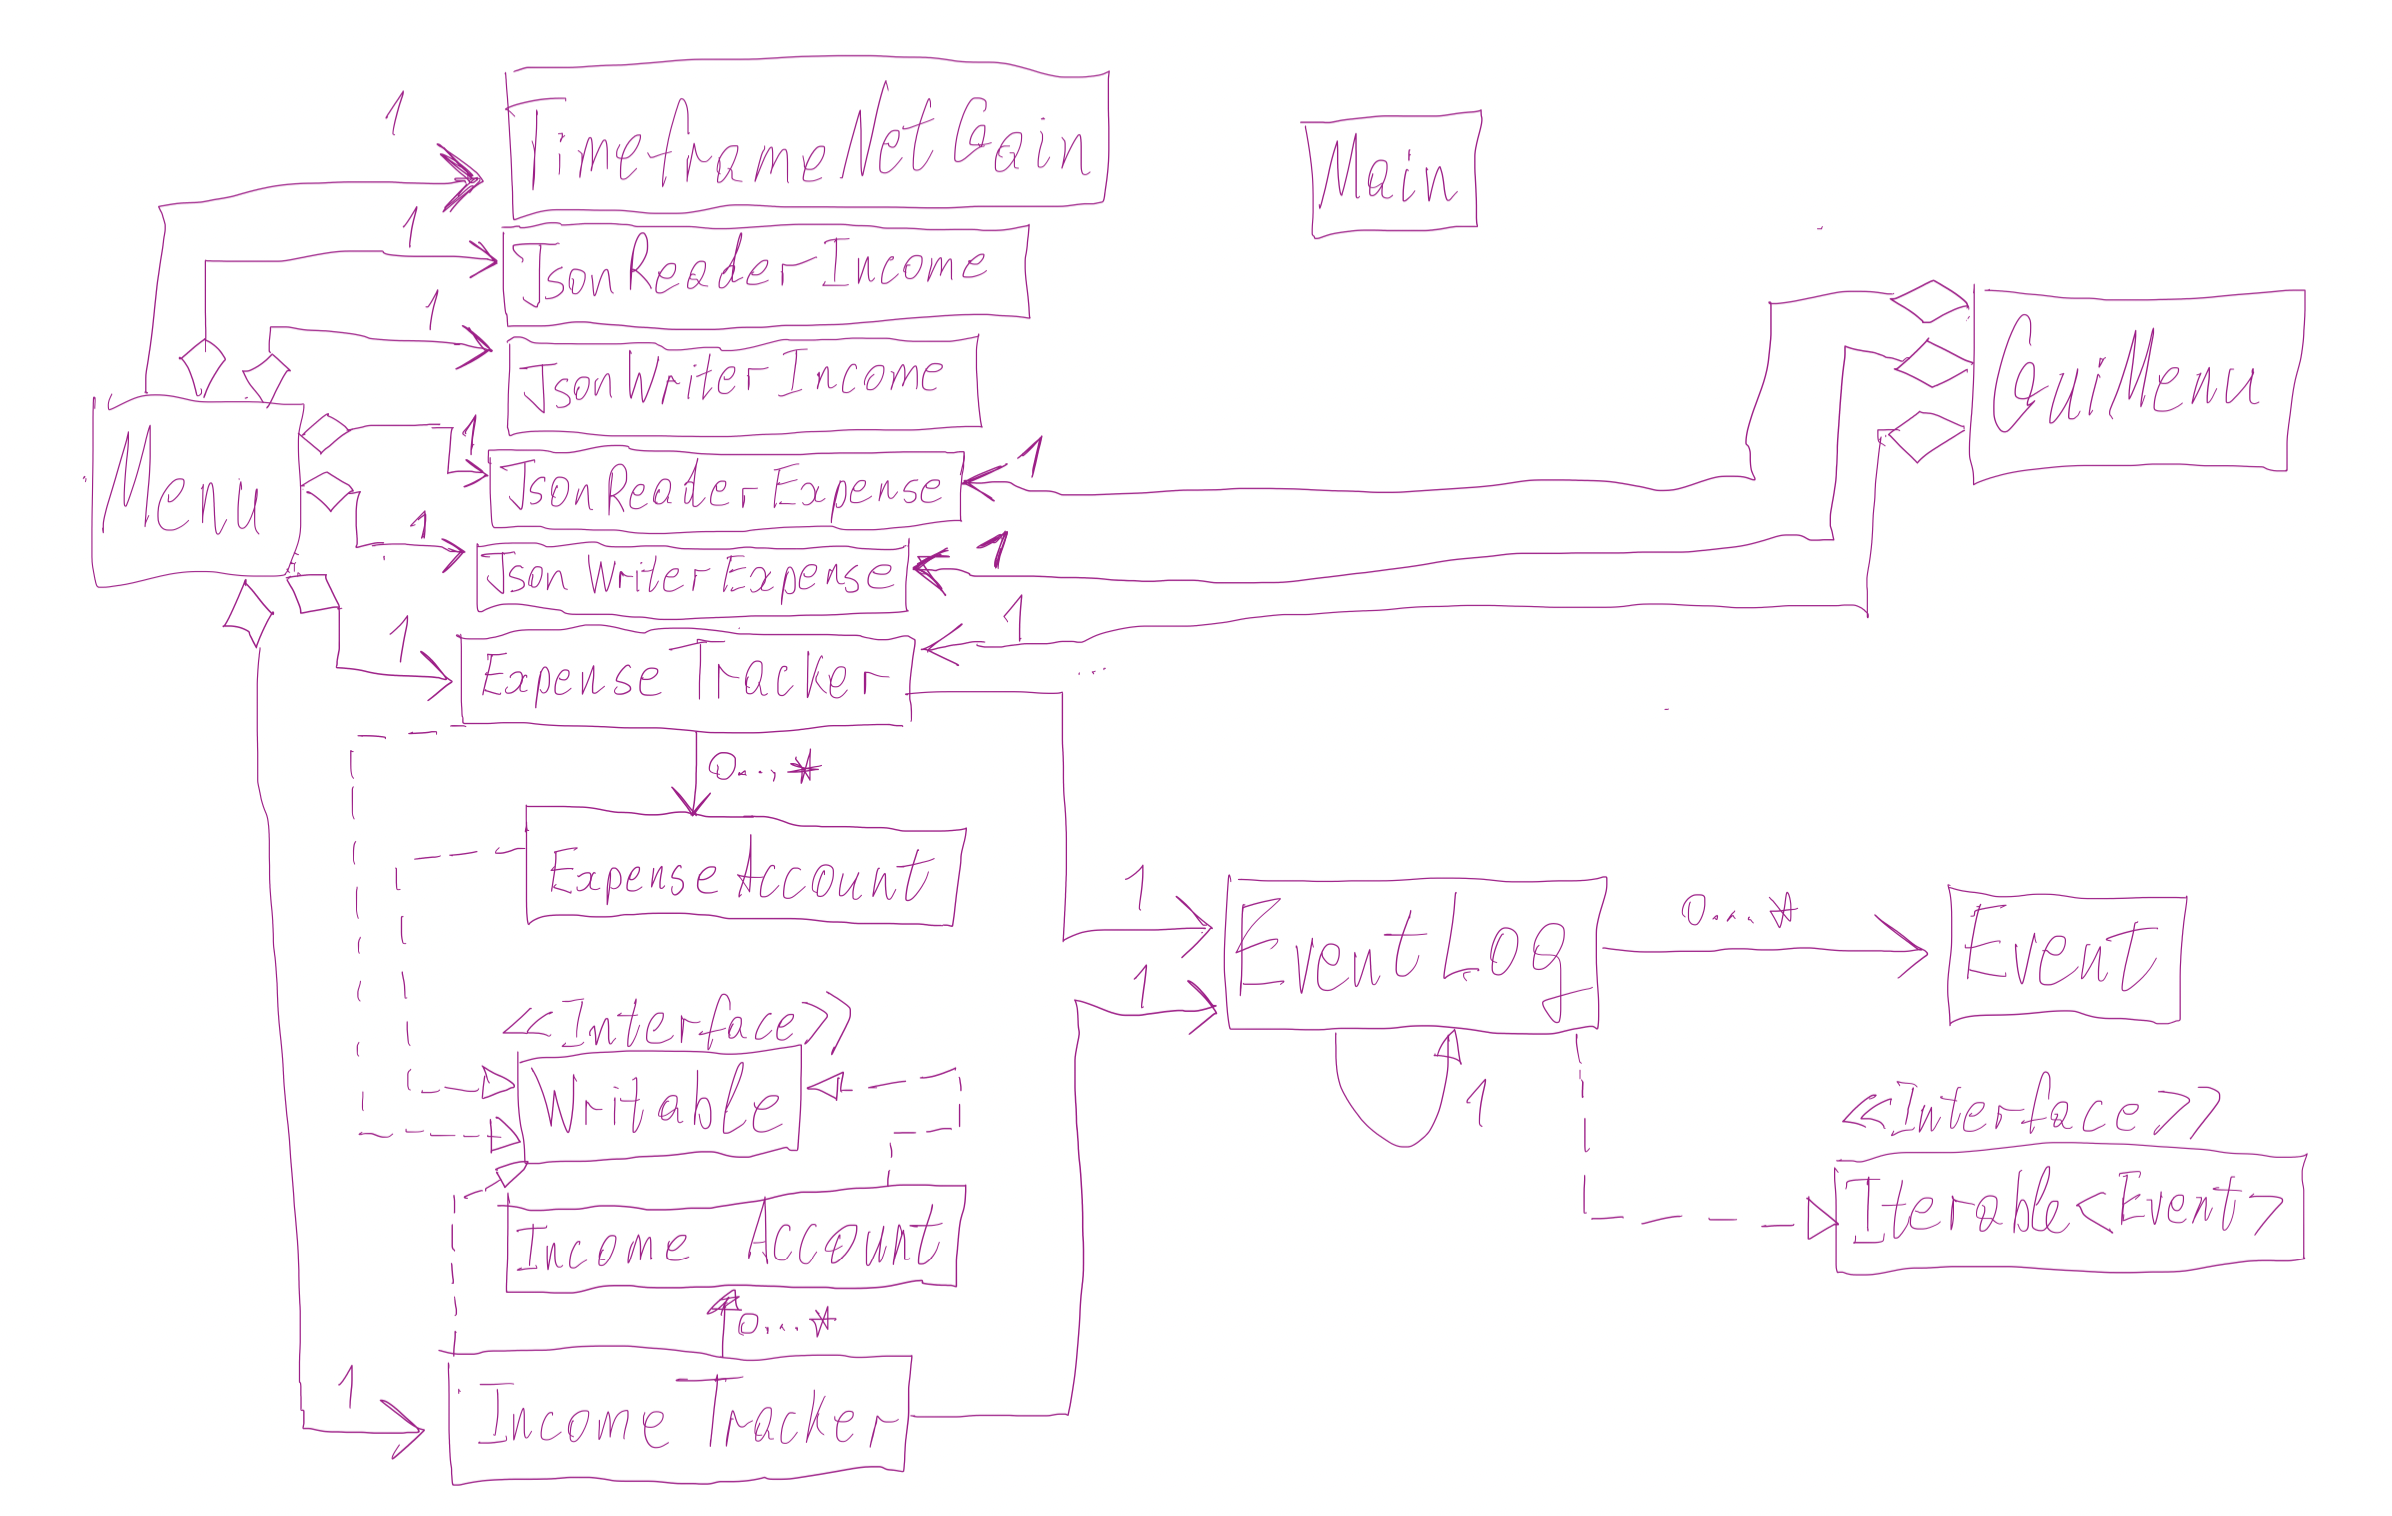 1
TimeframeNetGain
Main
1
JsonReaderIncome
1
JsonWriterIncome
GuiMenu
Menu
1
JsonReaderExpense
1
1
JsonWriterExpense
1
1
ExpenseTracker
1
0...*
ExpenseAccount
1
EventLog
0...*
Event
1
<<Interface>>
Writable
1
<<Interface>>
Iterable<Event>
Income Account
0...*
1
Income Tracker